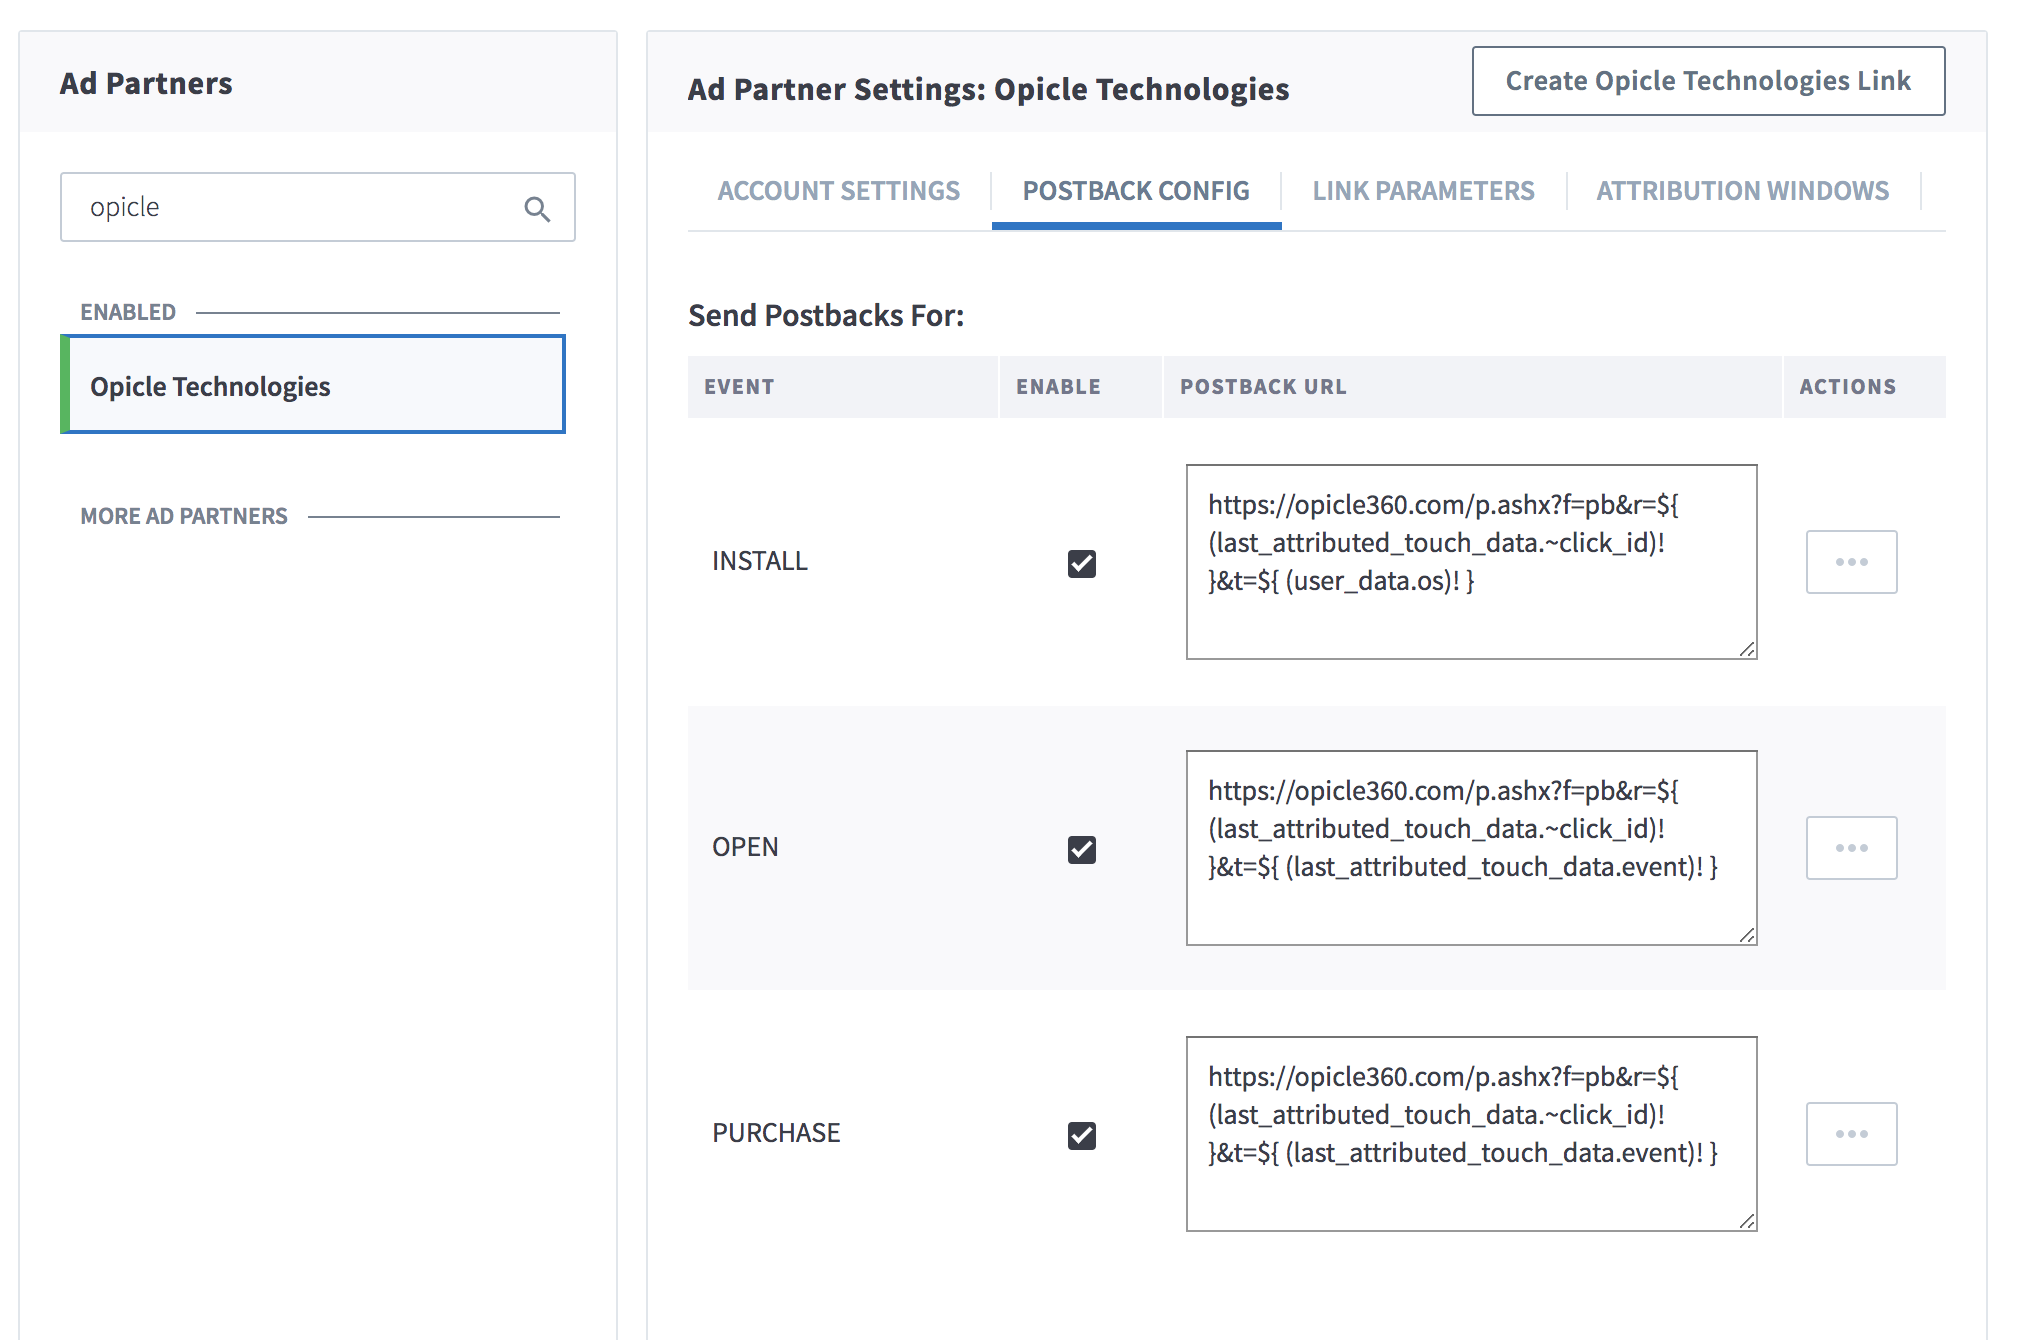 Ad Partners
opicle
ENABLED
Opicle Technologies
MORE AD PARTNERS
Ad Partner Settings: Opicle Technologies
Create Opicle Technologies Link
ACCOUNT SETTINGS
POSTBACK CONFIG
LINK PARAMETERS
ATTRIBUTION WINDOWS
Send Postbacks For:
EVENT
ENABLE
POSTBACK URL
ACTIONS
INSTALL
https://opicle360.com/p.ashx?f=pb&r=${
(last_attributed_touch_data.~click_id)!
}&t=${ (user_data.os)! }
OPEN
https://opicle360.com/p.ashx?f=pb&r=${
(last_attributed_touch_data.~click_id)!
}&t=${ (last_attributed_touch_data.event)! }
PURCHASE
https://opicle360.com/p.ashx?f=pb&r=${
(last_attributed_touch_data.~click_id)!
}&t=${ (last_attributed_touch_data.event)! }